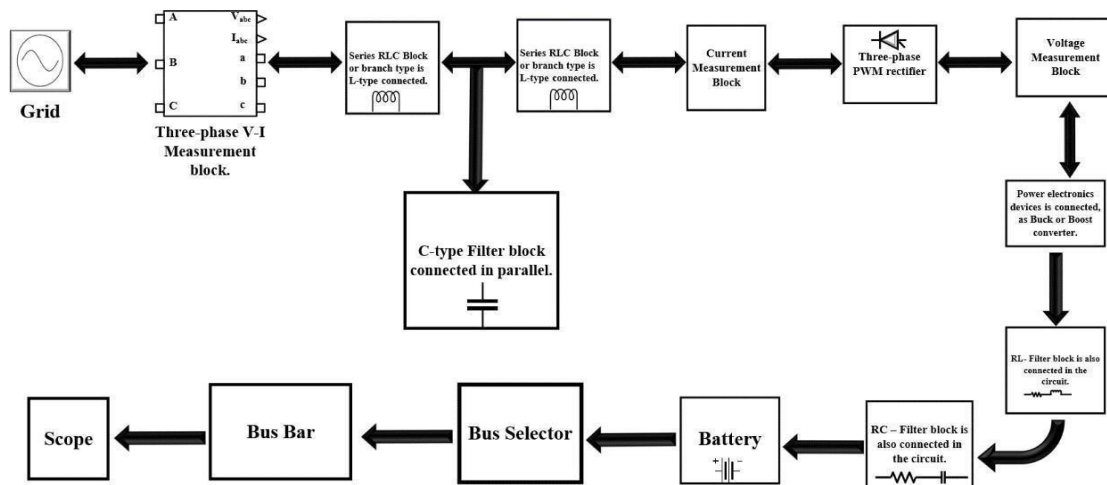 Grid
A
B
C
Vabc
Iabc
a
b
c
Three-phase V-I
Measurement
block.
Series RLC Block
or branch type is
L-type connected.
Series RLC Block
or branch type is
L-type connected.
Current
Measurement
Block
Three-phase
PWM rectifier
Voltage
Measurement
Block
C-type Filter block
connected in parallel.
Power electronics
devices is connected,
as Buck or Boost
converter.
RL- Filter block is also
connected in the
circuit.
RC – Filter block is
also connected in
the circuit.
Battery
+ -
Bus Selector
Bus Bar
Scope